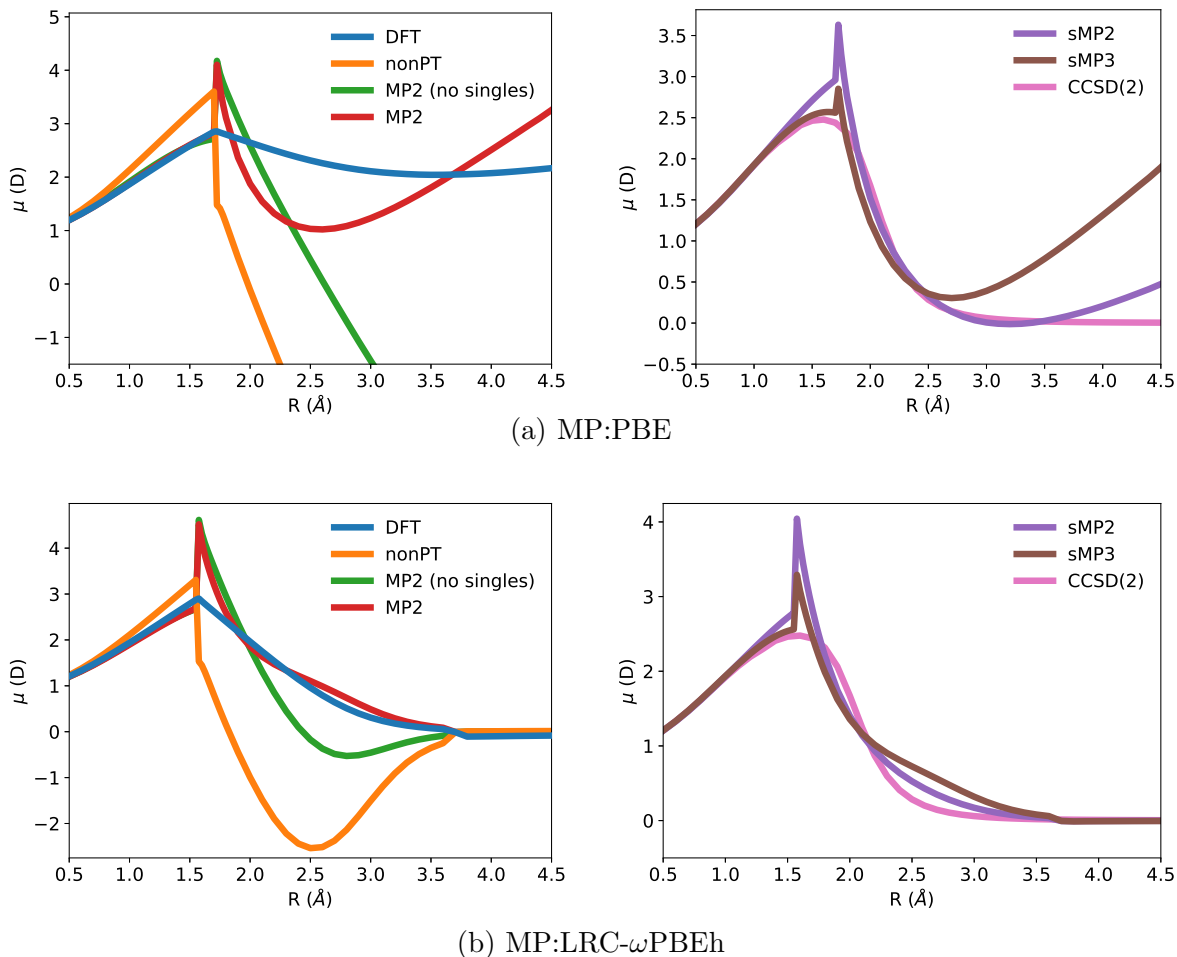 5
4
3
2
1
0
−1
μ (D)
DFT
nonPT
MP2 (no singles)
MP2
0.5 1.0 1.5 2.0 2.5 3.0 3.5 4.0 4.5
R (Å)
3.5
3.0
2.5
2.0
1.5
1.0
0.5
0.0
−0.5
μ (D)
sMP2
sMP3
CCSD(2)
0.5 1.0 1.5 2.0 2.5 3.0 3.5 4.0 4.5
R (Å)
(a) MP:PBE
4
3
2
1
0
−1
−2
μ (D)
DFT
nonPT
MP2 (no singles)
MP2
0.5 1.0 1.5 2.0 2.5 3.0 3.5 4.0 4.5
R (Å)
4
3
2
1
0
μ (D)
sMP2
sMP3
CCSD(2)
0.5 1.0 1.5 2.0 2.5 3.0 3.5 4.0 4.5
R (Å)
(b) MP:LRC-ωPBEh